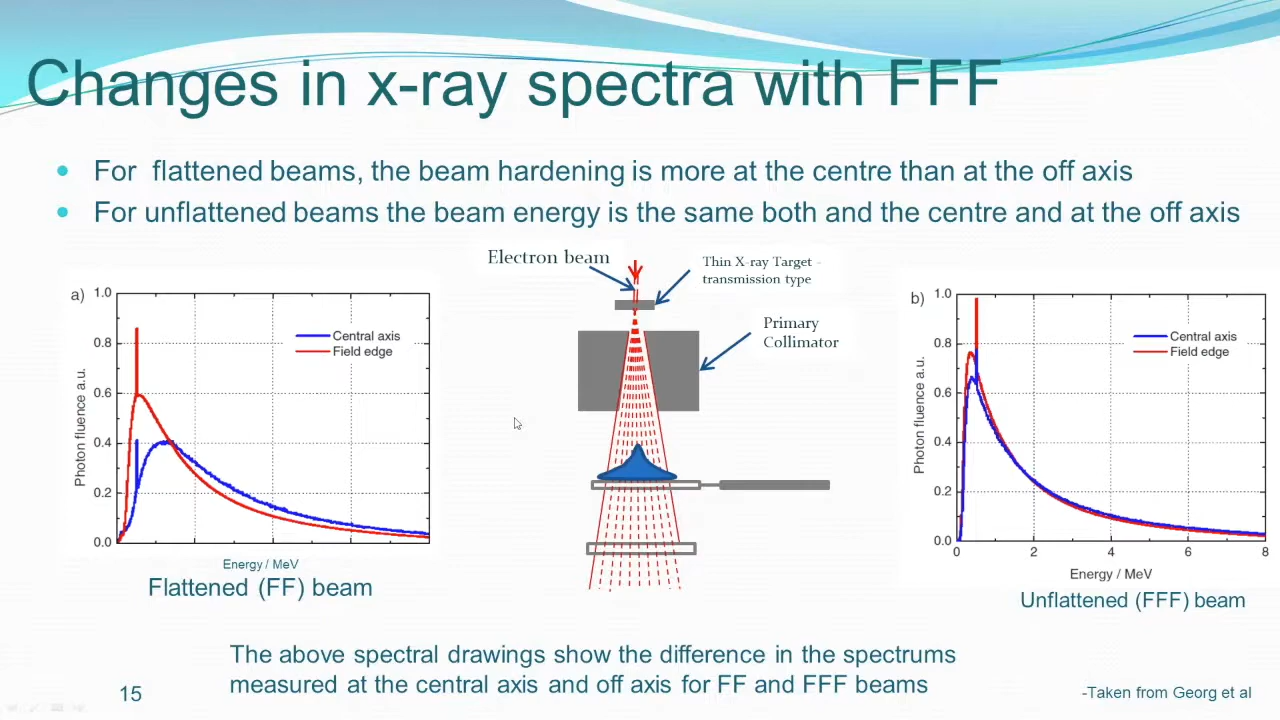 Changes in x-ray spectra with FFF
For flattened beams, the beam hardening is more at the centre than at the off axis
For unflattened beams the beam energy is the same both and the centre and at the off axis
Electron beam
Thin X-ray Target -
transmission type
Primary
Collimator
a)
1.0
0.8
0.6
0.4
0.2
0.0
Photon fluence a.u.
Central axis
Field edge
Energy / MeV
Flattened (FF) beam
b)
1.0
0.8
0.6
0.4
0.2
0.0
Photon fluence a.u.
Central axis
Field edge
0 2 4 6 8
Energy / MeV
Unflattened (FFF) beam
The above spectral drawings show the difference in the spectrums
measured at the central axis and off axis for FF and FFF beams
15
-Taken from Georg et al